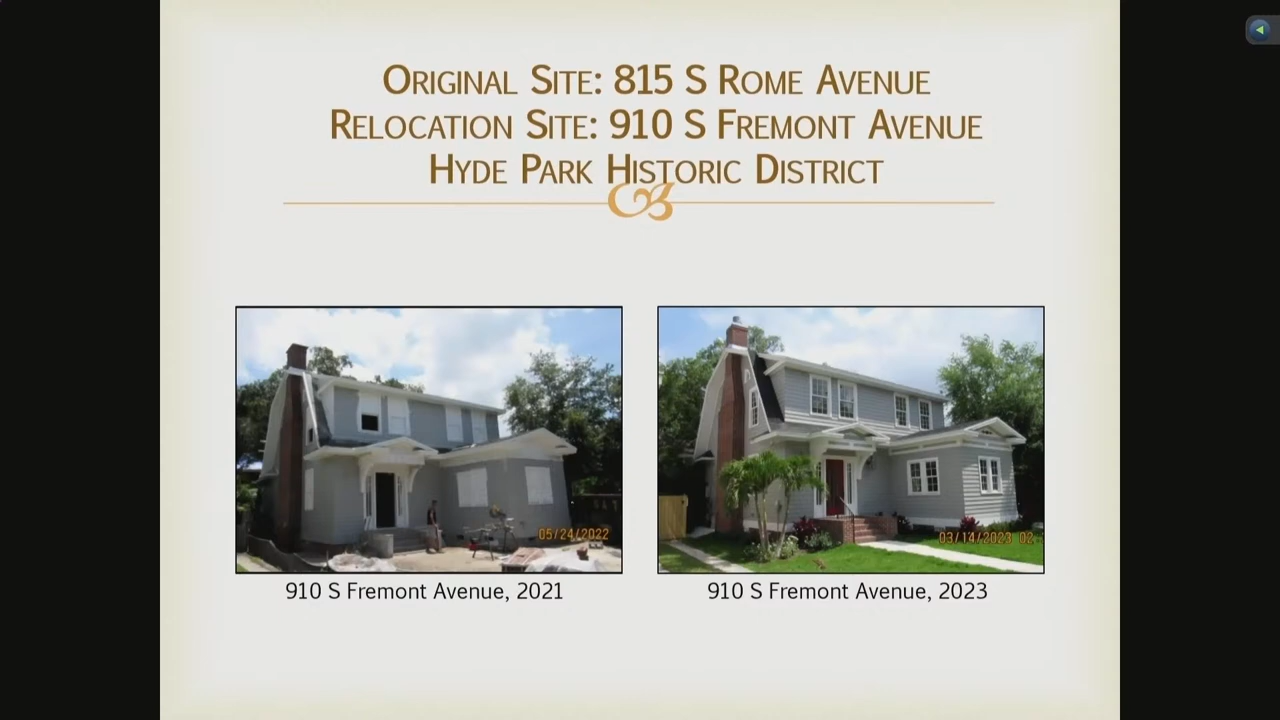 Original Site: 815 S Rome Avenue
Relocation Site: 910 S Fremont Avenue
Hyde Park Historic District
05/24/2022
03/14/2023 02
910 S Fremont Avenue, 2021
910 S Fremont Avenue, 2023